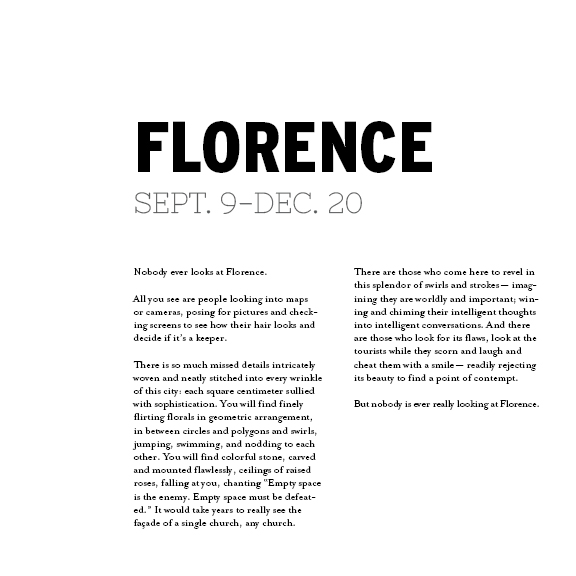 FLORENCE
SEPT. 9–DEC. 20
Nobody ever looks at Florence.
All you see are people looking into maps
or cameras, posing for pictures and check-
ing screens to see how their hair looks and
decide if it's a keeper.
There is so much missed details intricately
woven and neatly stitched into every wrinkle
of this city: each square centimeter sullied
with sophistication. You will find finely
flirting florals in geometric arrangement,
in between circles and polygons and swirls,
jumping, swimming, and nodding to each
other. You will find colorful stone, carved
and mounted flawlessly, ceilings of raised
roses, falling at you, chanting "Empty space
is the enemy. Empty space must be defeat-
ed." It would take years to really see the
façade of a single church, any church.
There are those who come here to revel in
this splendor of swirls and strokes— imag-
ining they are worldly and important; win-
ing and chiming their intelligent thoughts
into intelligent conversations. And there
are those who look for its flaws, look at the
tourists while they scorn and laugh and
cheat them with a smile— readily rejecting
its beauty to find a point of contempt.
But nobody is ever really looking at Florence.